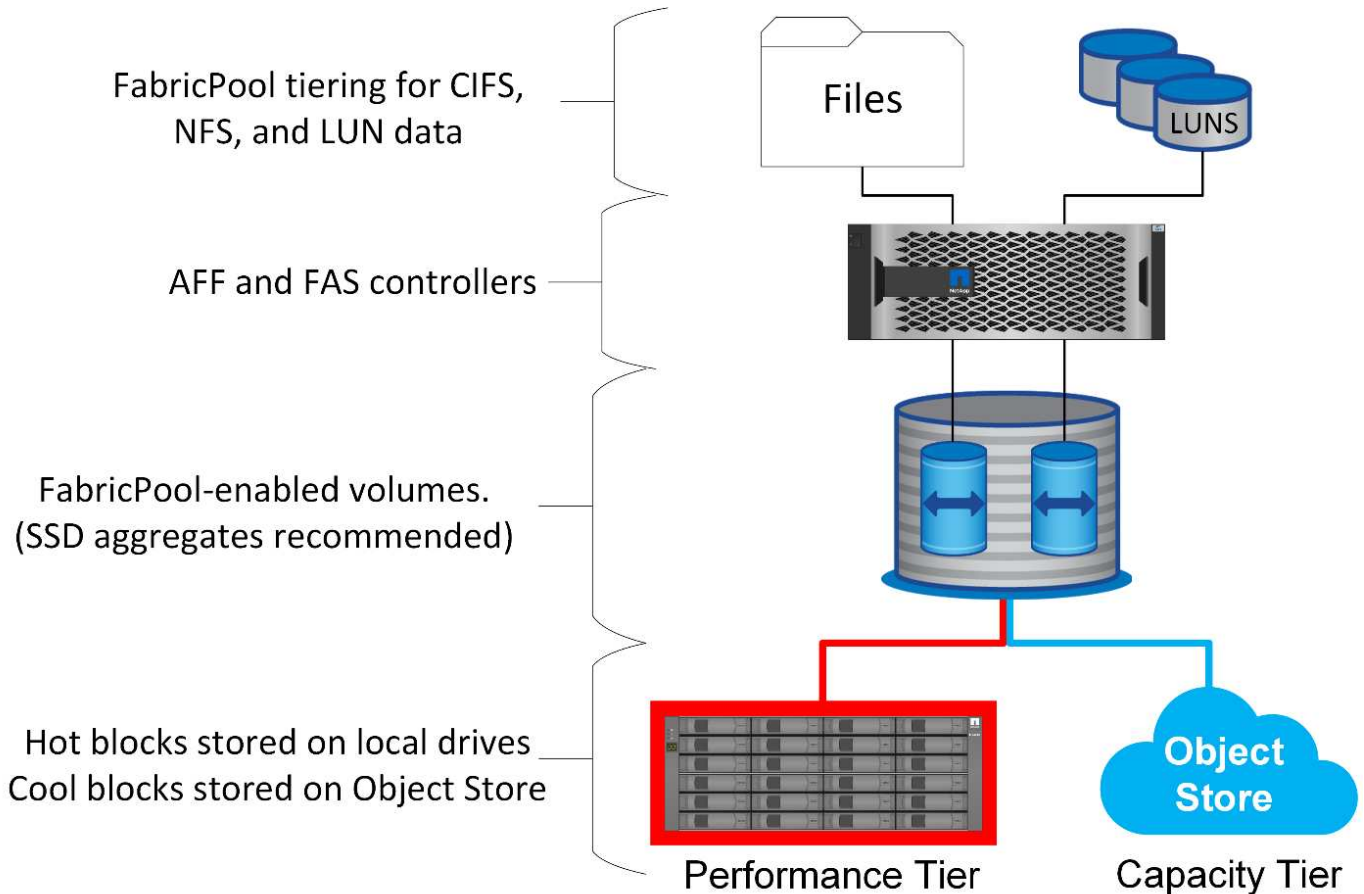 FabricPool tiering for CIFS,
NFS, and LUN data
Files
LUNS
AFF and FAS controllers
NetApp
FabricPool-enabled volumes.
(SSD aggregates recommended)
Hot blocks stored on local drives
Cool blocks stored on Object Store
Object
Store
Performance Tier
Capacity Tier